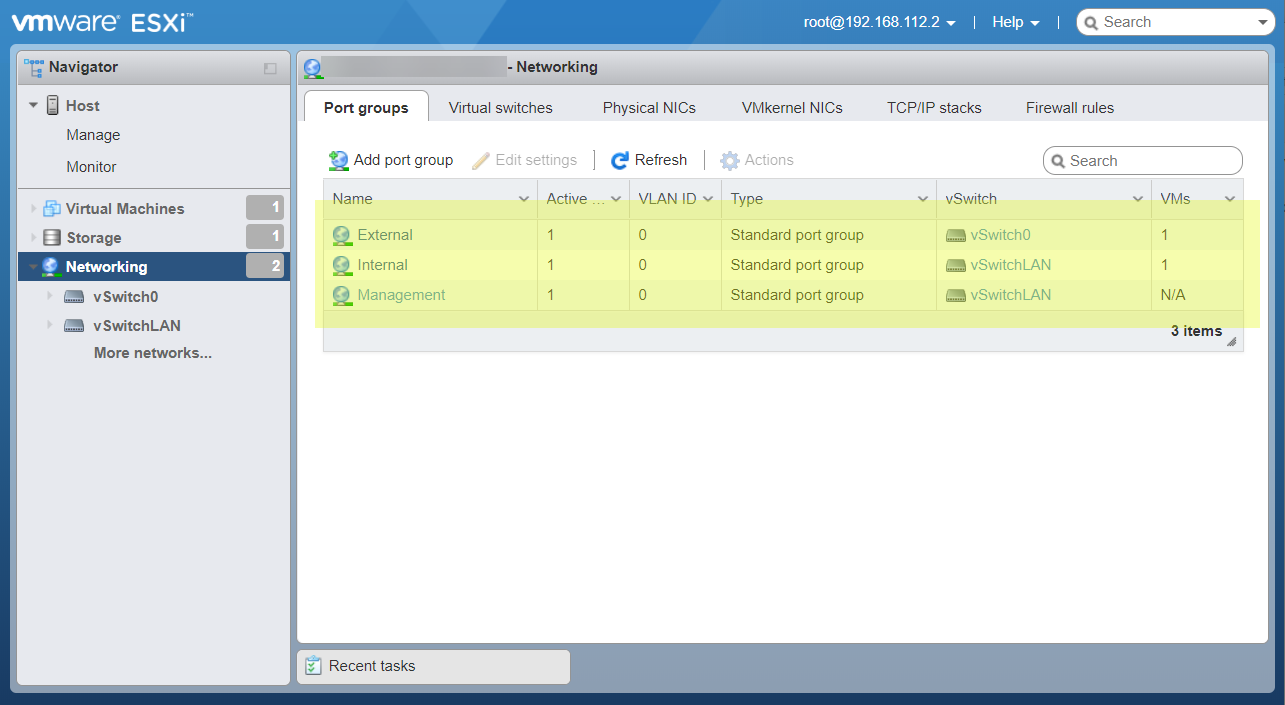 vmware ESXi™
root@192.168.112.2 | Help | Search
Navigator
Host
Manage
Monitor
Virtual Machines 1
Storage 1
Networking 2
vSwitch0
vSwitchLAN
More networks...
- Networking
Port groups Virtual switches Physical NICs VMkernel NICs TCP/IP stacks Firewall rules
Add port group Edit settings | Refresh | Actions Search
Name Active ... VLAN ID Type vSwitch VMs
External 1 0 Standard port group vSwitch0 1
Internal 1 0 Standard port group vSwitchLAN 1
Management 1 0 Standard port group vSwitchLAN N/A
3 items
Recent tasks